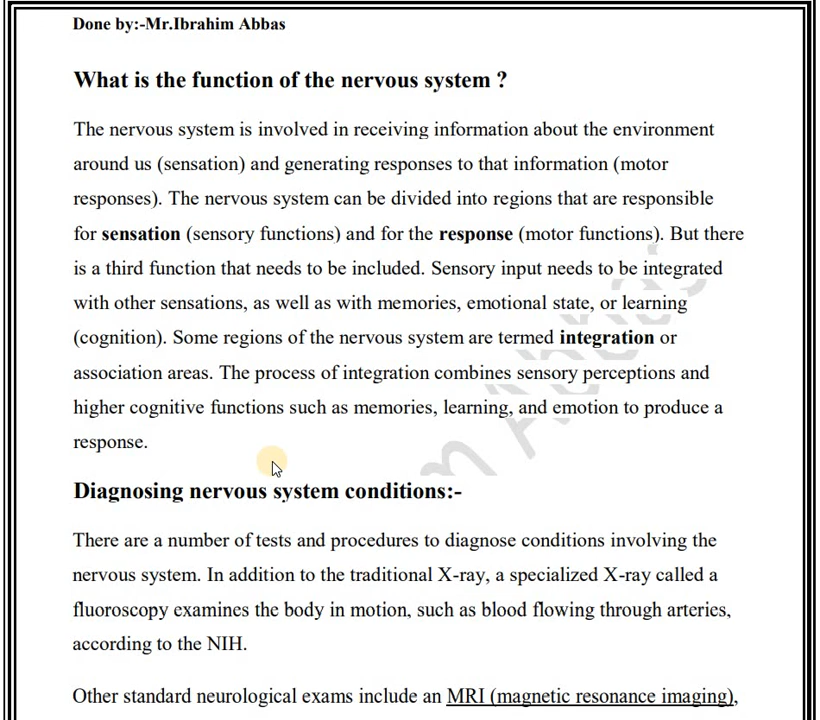 Done by:-Mr.Ibrahim Abbas
What is the function of the nervous system ?
The nervous system is involved in receiving information about the environment
around us (sensation) and generating responses to that information (motor
responses). The nervous system can be divided into regions that are responsible
for sensation (sensory functions) and for the response (motor functions). But there
is a third function that needs to be included. Sensory input needs to be integrated
with other sensations, as well as with memories, emotional state, or learning
(cognition). Some regions of the nervous system are termed integration or
association areas. The process of integration combines sensory perceptions and
higher cognitive functions such as memories, learning, and emotion to produce a
response.
Diagnosing nervous system conditions:-
There are a number of tests and procedures to diagnose conditions involving the
nervous system. In addition to the traditional X-ray, a specialized X-ray called a
fluoroscopy examines the body in motion, such as blood flowing through arteries,
according to the NIH.
Other standard neurological exams include an MRI (magnetic resonance imaging),